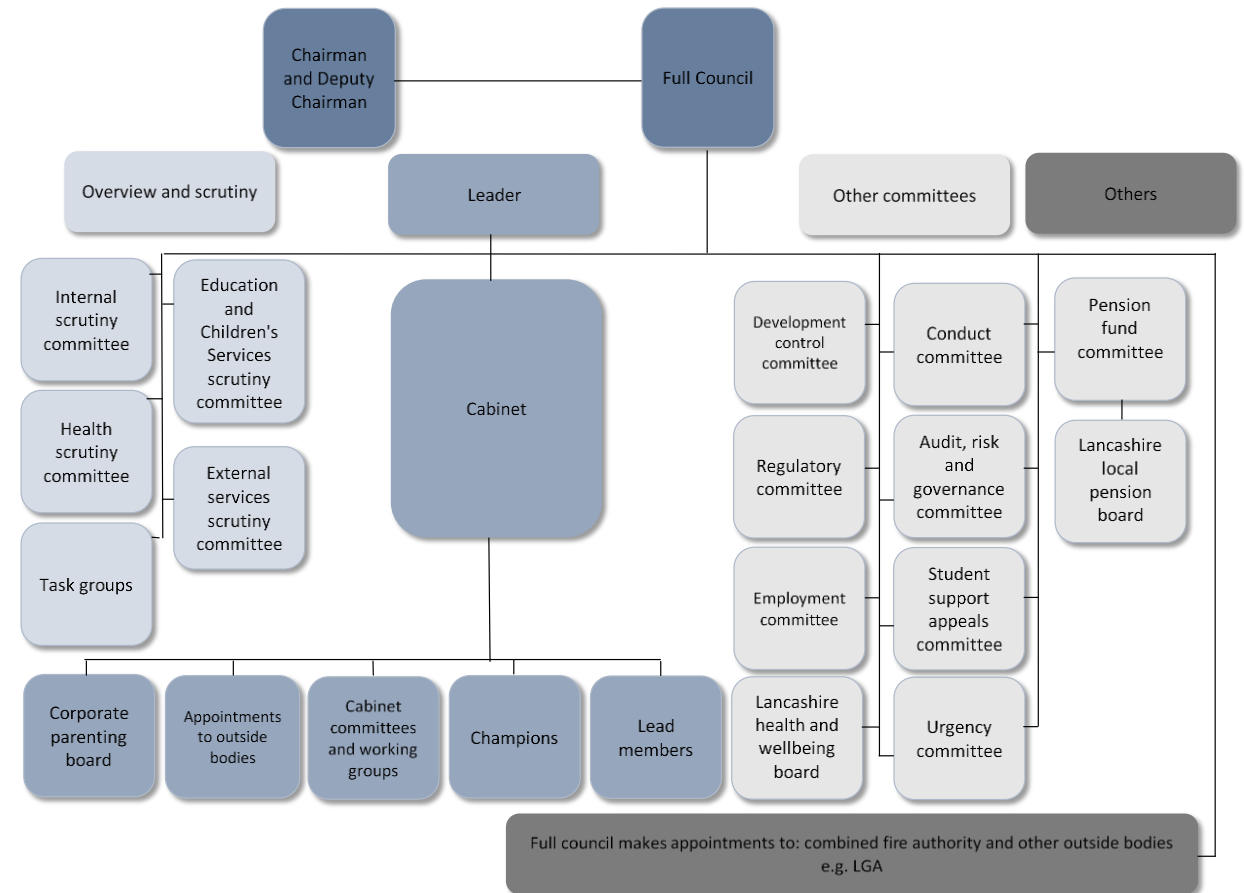 Chairman
and Deputy
Chairman
Full Council
Overview and scrutiny
Leader
Other committees
Others
Internal
scrutiny
committee
Education
and
Children's
Services
scrutiny
committee
Health
scrutiny
committee
External
services
scrutiny
committee
Task groups
Cabinet
Development
control
committee
Conduct
committee
Pension
fund
committee
Regulatory
committee
Audit, risk
and
governance
committee
Lancashire
local
pension
board
Employment
committee
Student
support
appeals
committee
Lancashire
health and
wellbeing
board
Urgency
committee
Corporate
parenting
board
Appointments
to outside
bodies
Cabinet
committees
and working
groups
Champions
Lead
members
Full council makes appointments to: combined fire authority and other outside bodies
e.g. LGA